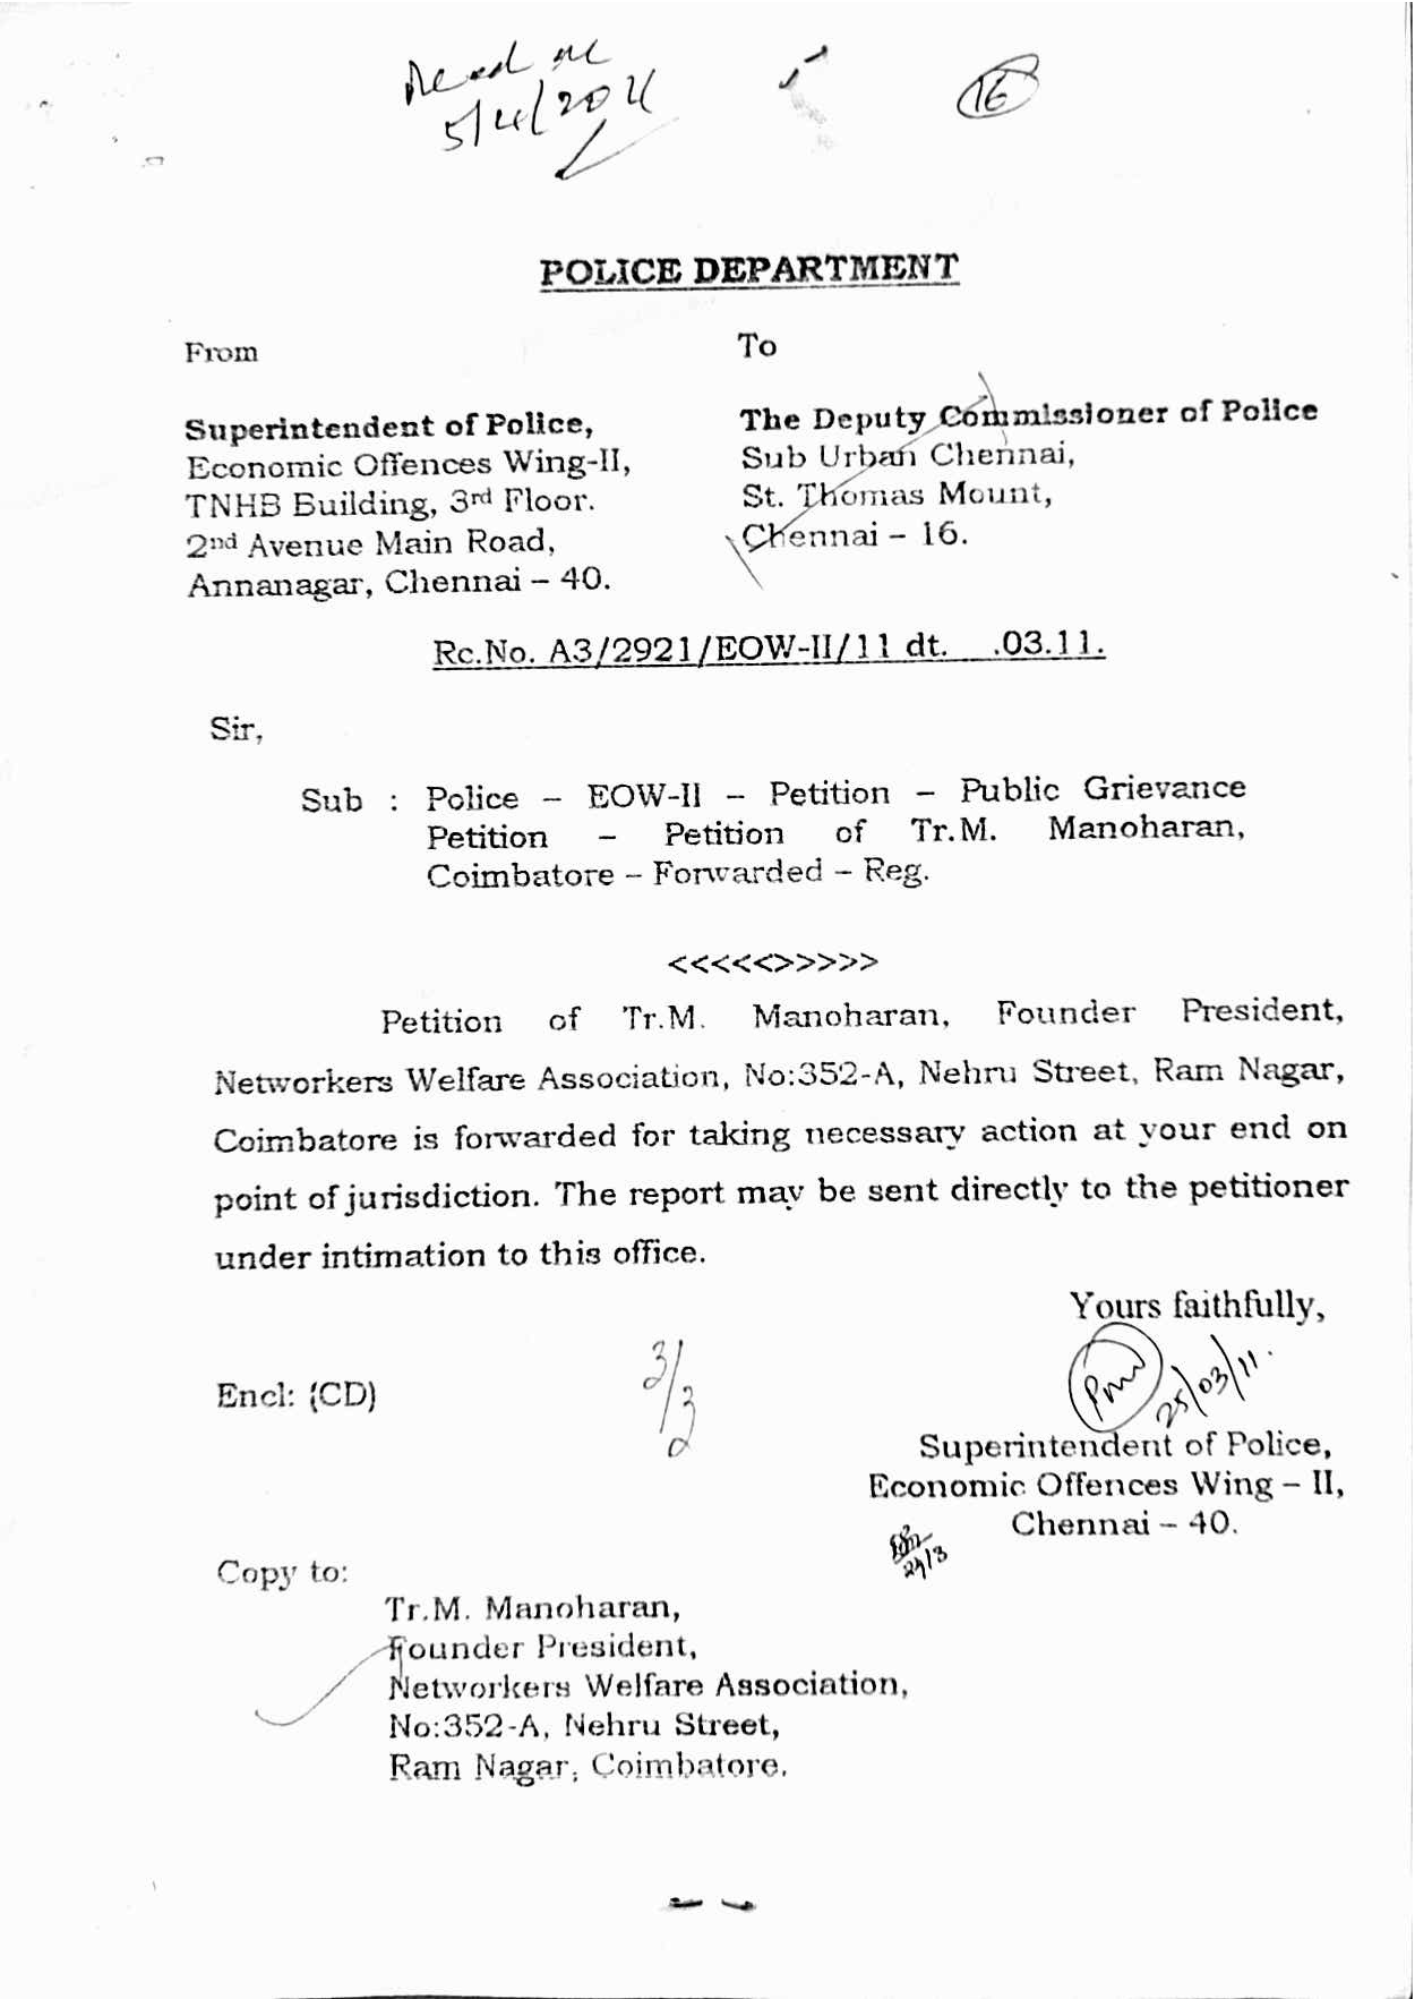 5/4/2011
16
POLICE DEPARTMENT
From
To
Superintendent of Police,
Economic Offences Wing-II,
TNHB Building, 3rd Floor.
2nd Avenue Main Road,
Annanagar, Chennai – 40.
The Deputy Commissioner of Police
Sub Urban Chennai,
St. Thomas Mount,
Chennai – 16.
Rc.No. A3/2921/EOW-II/11 dt. .03.11.
Sir,
Sub : Police – EOW-II – Petition – Public Grievance
Petition – Petition of Tr.M. Manoharan,
Coimbatore – Forwarded – Reg.
<<<<<>>>>>
Petition of Tr.M. Manoharan, Founder President,
Networkers Welfare Association, No:352-A, Nehru Street, Ram Nagar,
Coimbatore is forwarded for taking necessary action at your end on
point of jurisdiction. The report may be sent directly to the petitioner
under intimation to this office.
Yours faithfully,
25/03/11.
Encl: (CD)
Superintendent of Police,
Economic Offences Wing – II,
Chennai – 40.
Copy to:
Tr.M. Manoharan,
Founder President,
Networkers Welfare Association,
No:352-A, Nehru Street,
Ram Nagar, Coimbatore.